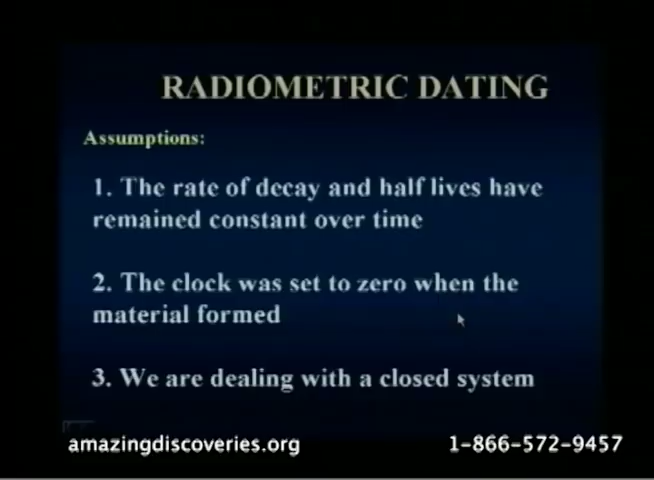 RADIOMETRIC DATING
Assumptions:
1. The rate of decay and half lives have
remained constant over time
2. The clock was set to zero when the
material formed
3. We are dealing with a closed system
amazingdiscoveries.org
1-866-572-9457